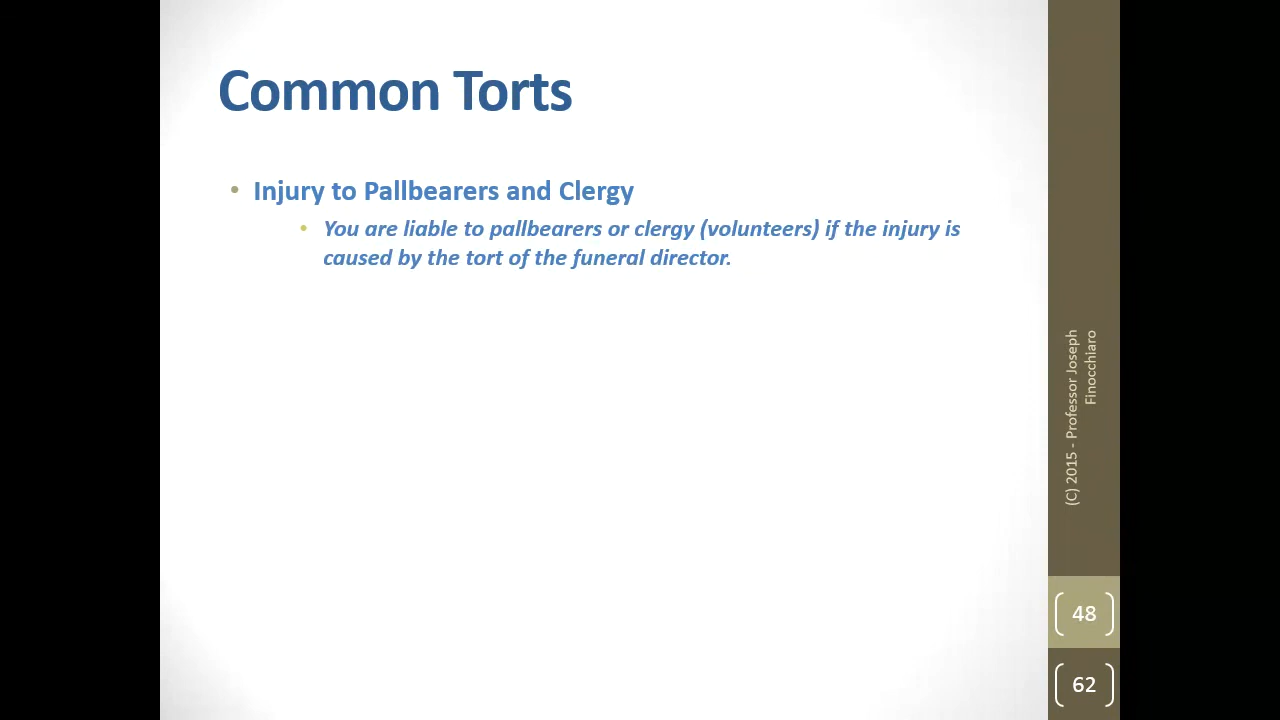 Common Torts
• Injury to Pallbearers and Clergy
• You are liable to pallbearers or clergy (volunteers) if the injury is
caused by the tort of the funeral director.
(C) 2015 - Professor Joseph
Finocchiaro
48
62